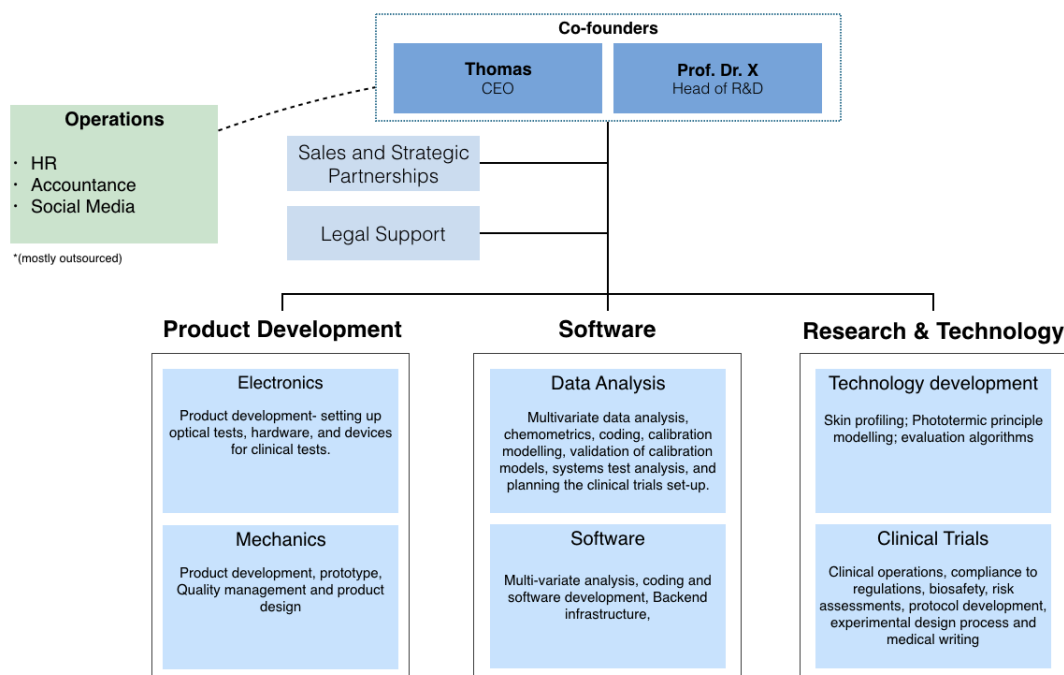 Co-founders
Thomas
CEO
Prof. Dr. X
Head of R&D
Operations
· HR
· Accountance
· Social Media
*(mostly outsourced)
Sales and Strategic
Partnerships
Legal Support
Product Development
Electronics
Product development- setting up
optical tests, hardware, and devices
for clinical tests.
Mechanics
Product development, prototype,
Quality management and product
design
Software
Data Analysis
Multivariate data analysis,
chemometrics, coding, calibration
modelling, validation of calibration
models, systems test analysis, and
planning the clinical trials set-up.
Software
Multi-variate analysis, coding and
software development, Backend
infrastructure,
Research & Technology
Technology development
Skin profiling; Phototermic principle
modelling; evaluation algorithms
Clinical Trials
Clinical operations, compliance to
regulations, biosafety, risk
assessments, protocol development,
experimental design process and
medical writing